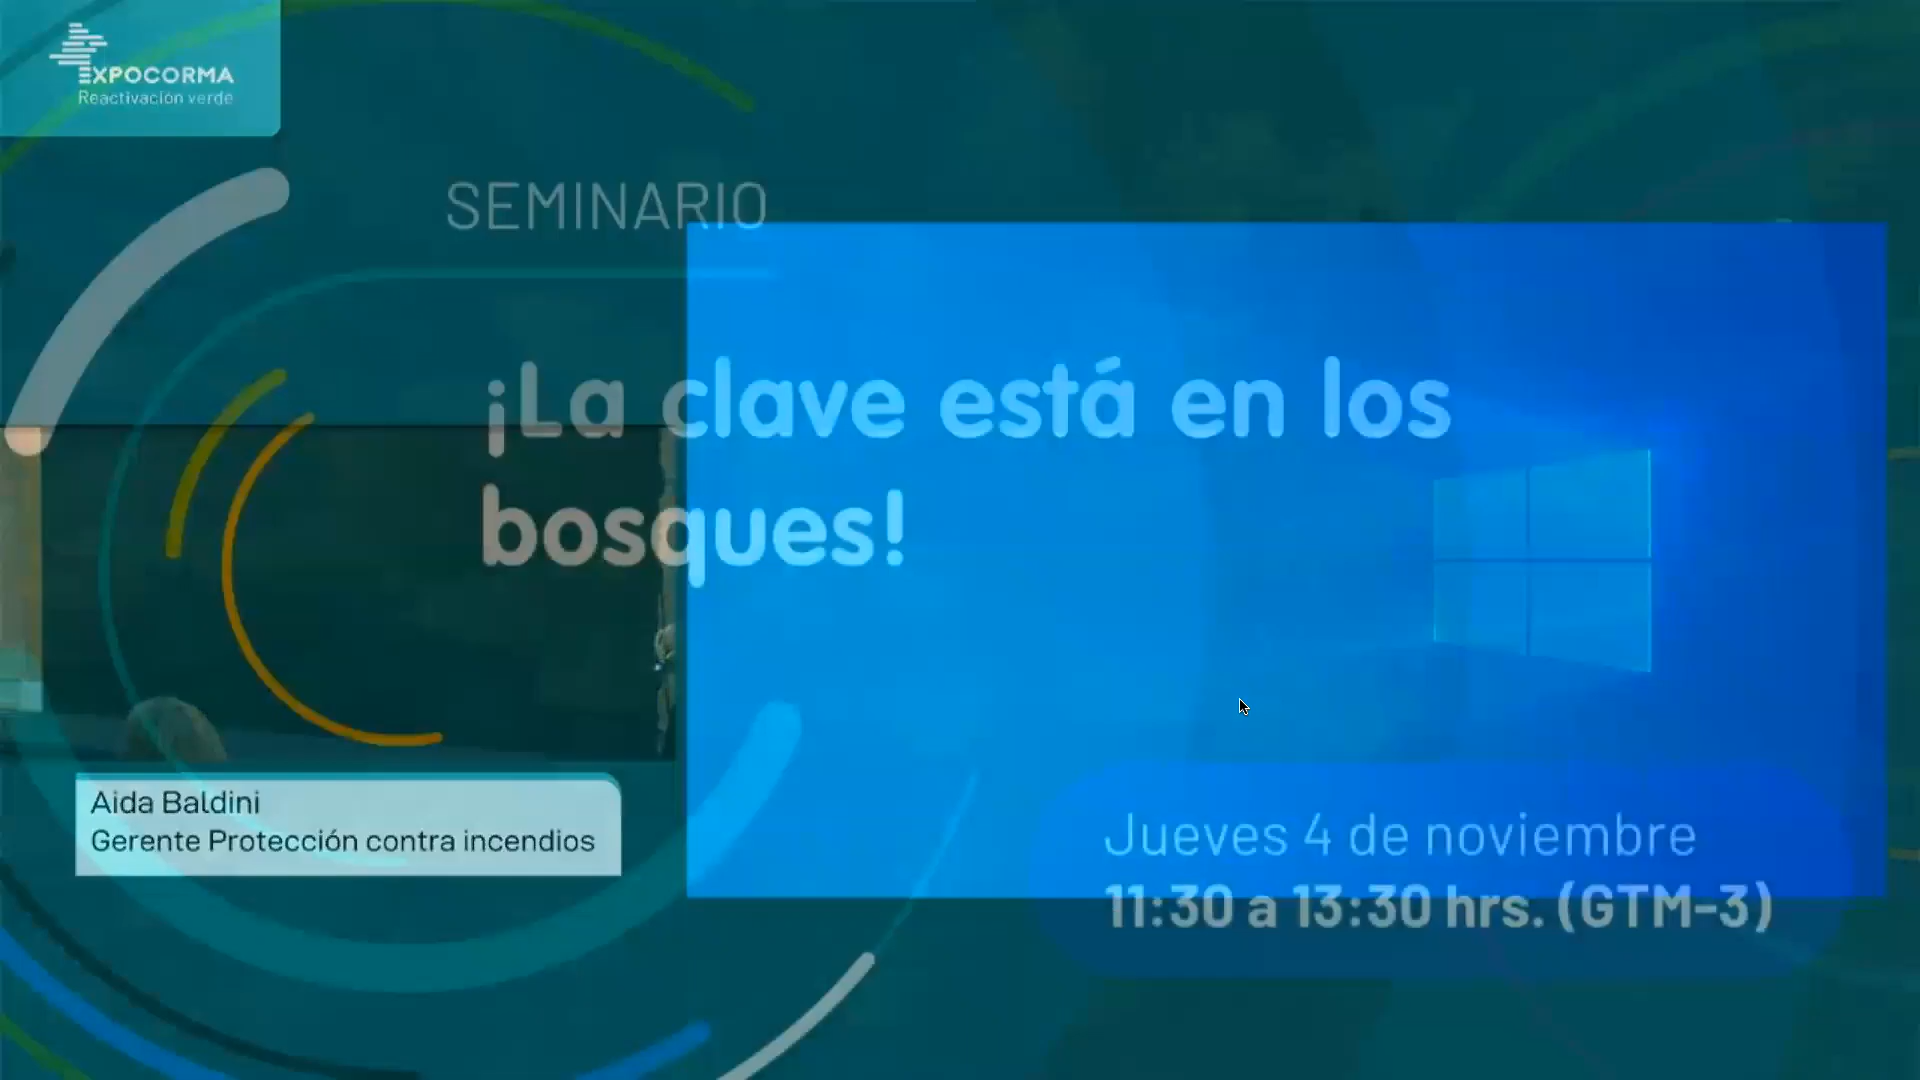 EXPOCORMA
Reactivación verde
SEMINARIO
¡La clave está en los
bosques!
Aida Baldini
Gerente Protección contra incendios
Jueves 4 de noviembre
11:30 a 13:30 hrs. (GTM-3)